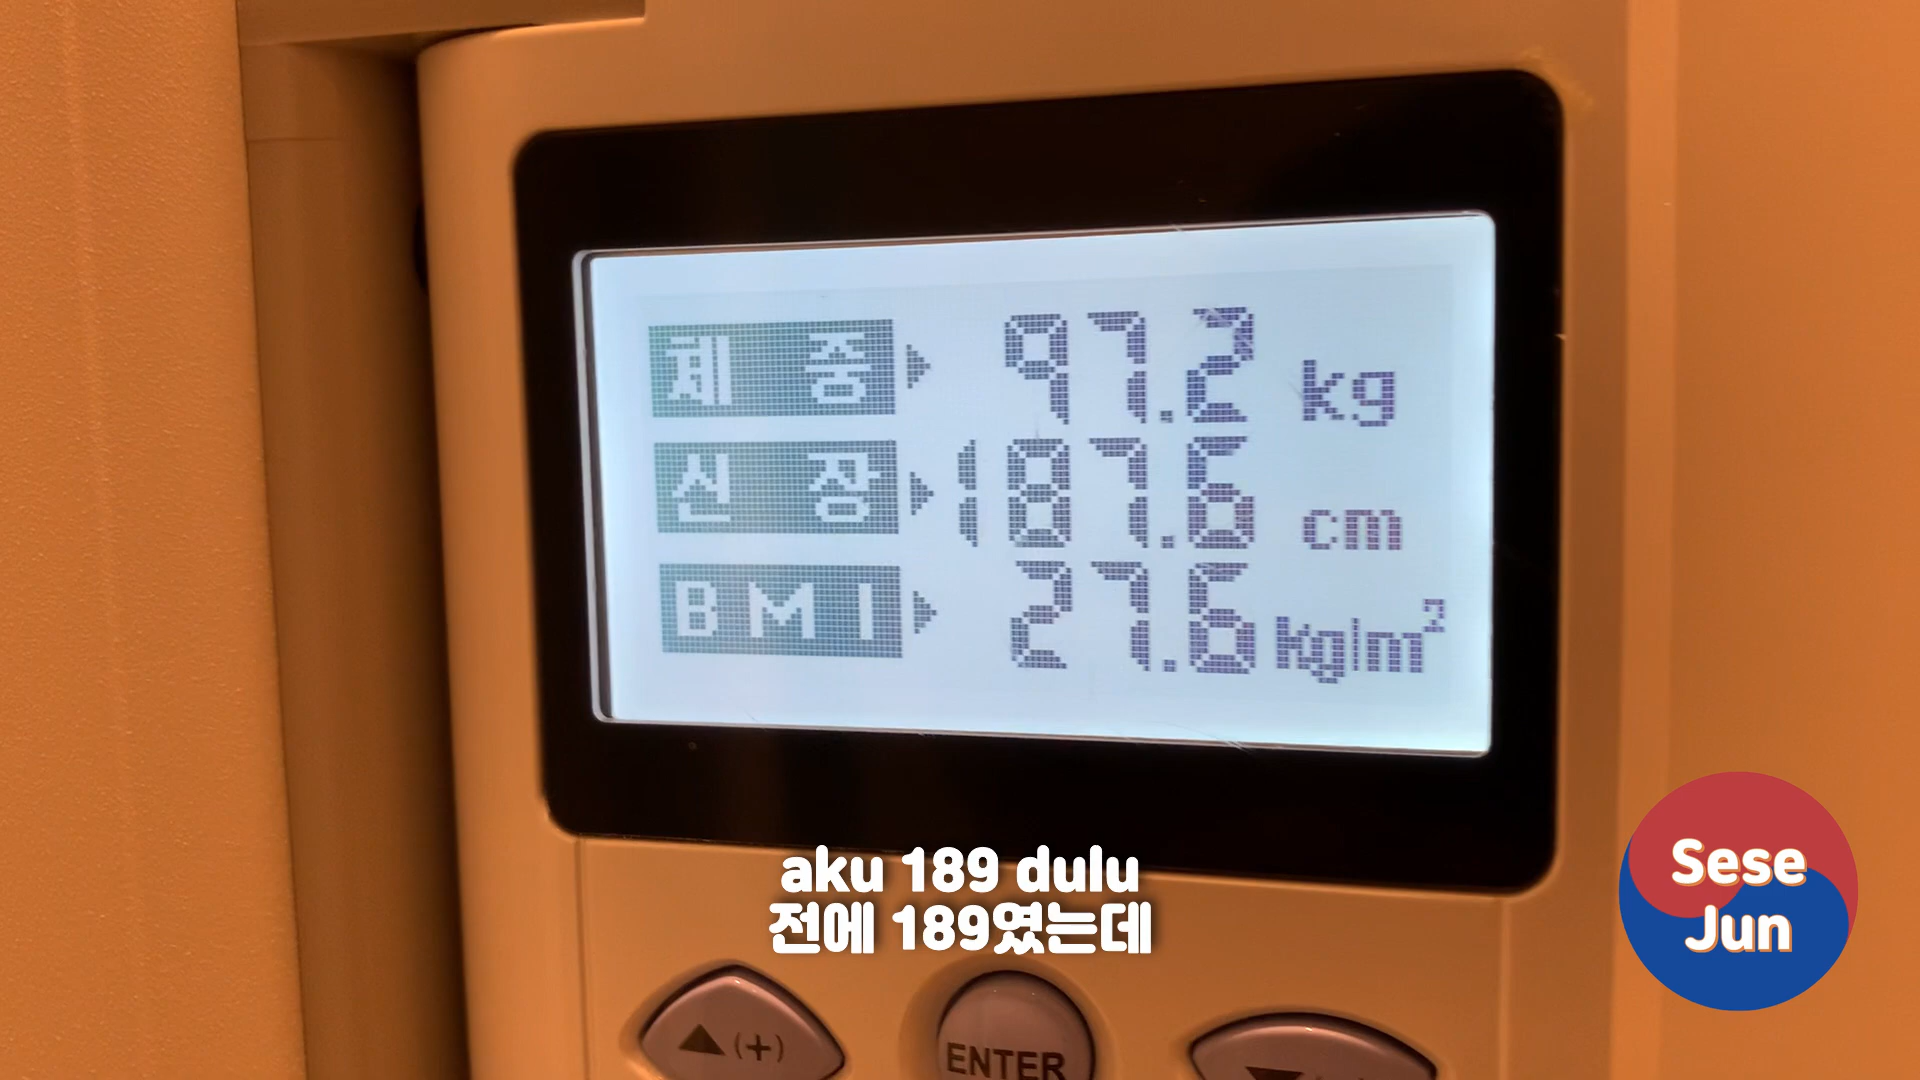 체 중 97.2 kg
신 장 187.6 cm
BMI 27.6 kg/m²
aku 189 dulu
전에 189였는데
Sese
Jun
(+)
ENTER